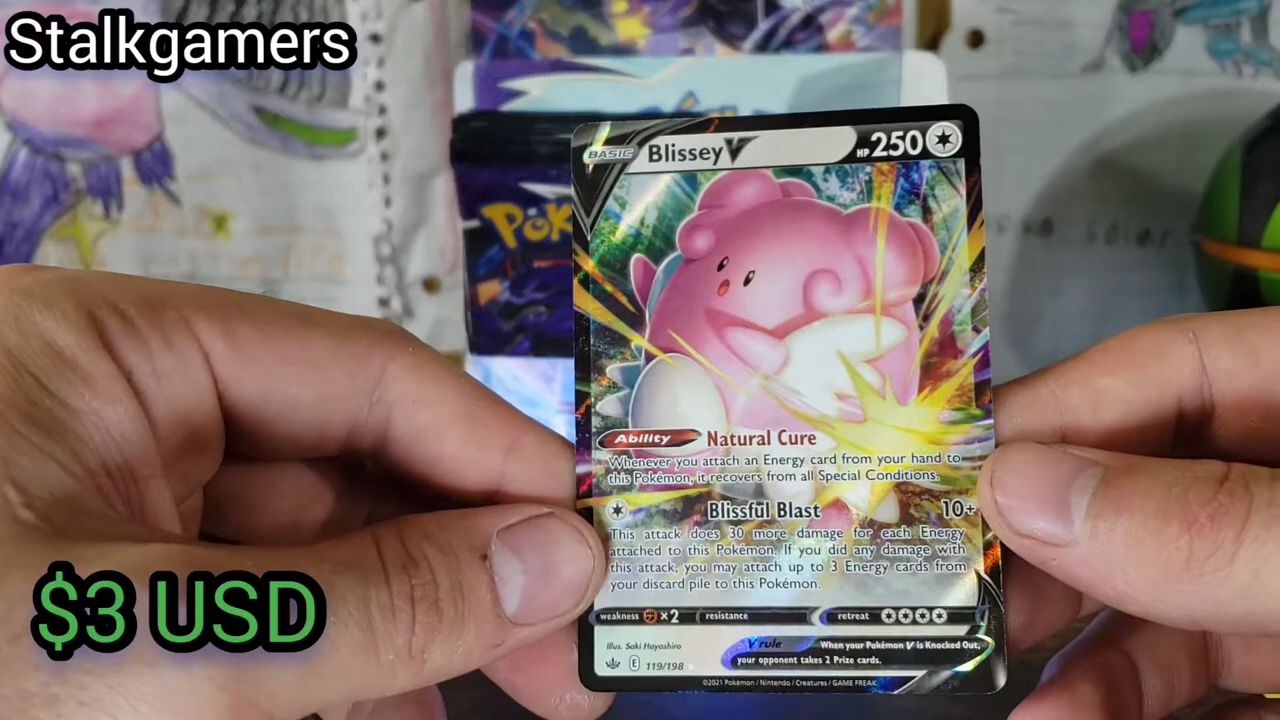 Stalkgamers
BASIC Blissey V HP 250
PoK
solar
Ability Natural Cure
Whenever you attach an Energy card from your hand to
this Pokémon, it recovers from all Special Conditions.
Blissful Blast 10+
This attack does 30 more damage for each Energy
attached to this Pokémon. If you did any damage with
this attack, you may attach up to 3 Energy cards from
your discard pile to this Pokémon.
$3 USD
weakness ×2 resistance retreat
Illus. Saki Hayashiro
E 119/198
V rule When your Pokémon V is Knocked Out,
your opponent takes 2 Prize cards.
©2021 Pokémon / Nintendo / Creatures / GAME FREAK